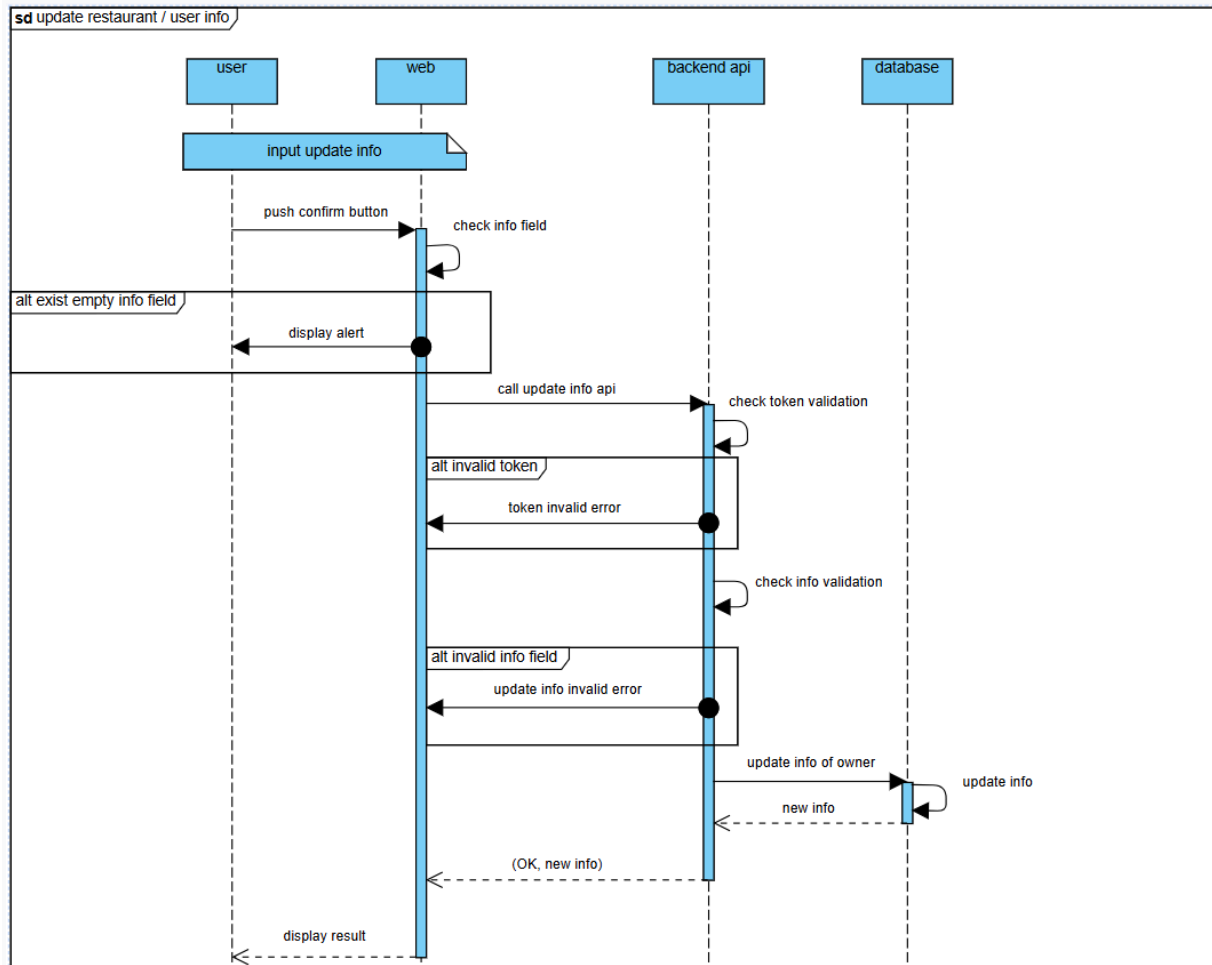 sd update restaurant / user info
user
web
backend api
database
input update info
push confirm button
check info field
alt exist empty info field
display alert
call update info api
check token validation
alt invalid token
token invalid error
check info validation
alt invalid info field
update info invalid error
update info of owner
update info
new info
(OK, new info)
display result